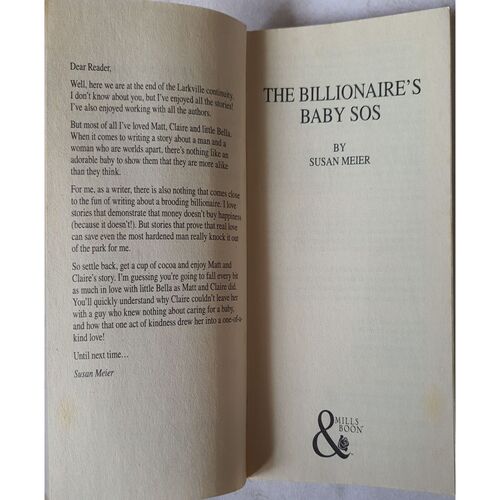 Dear Reader,
Well, here we are at the end of the Larkville continuity.
I don't know about you, but I've enjoyed all the stories!
I've also enjoyed working with all the authors.
But most of all I've loved Matt, Claire and little Bella.
When it comes to writing a story about a man and a
woman who are worlds apart, there's nothing like an
adorable baby to show them that they are more alike
than they think.
For me, as a writer, there is also nothing that comes close
to the fun of writing about a brooding billionaire. I love
stories that demonstrate that money doesn't buy happiness
(because it doesn't!). But stories that prove that real love
can save even the most hardened man really knock it out
of the park for me.
So settle back, get a cup of cocoa and enjoy Matt and
Claire's story. I'm guessing you're going to fall every bit
as much in love with little Bella as Matt and Claire did.
You'll quickly understand why Claire couldn't leave her
with a guy who knew nothing about caring for a baby,
and how that one act of kindness drew her into a one-of-a-
kind love!
Until next time…
Susan Meier
THE BILLIONAIRE'S
BABY SOS
BY
SUSAN MEIER
MILLS
&
BOON™